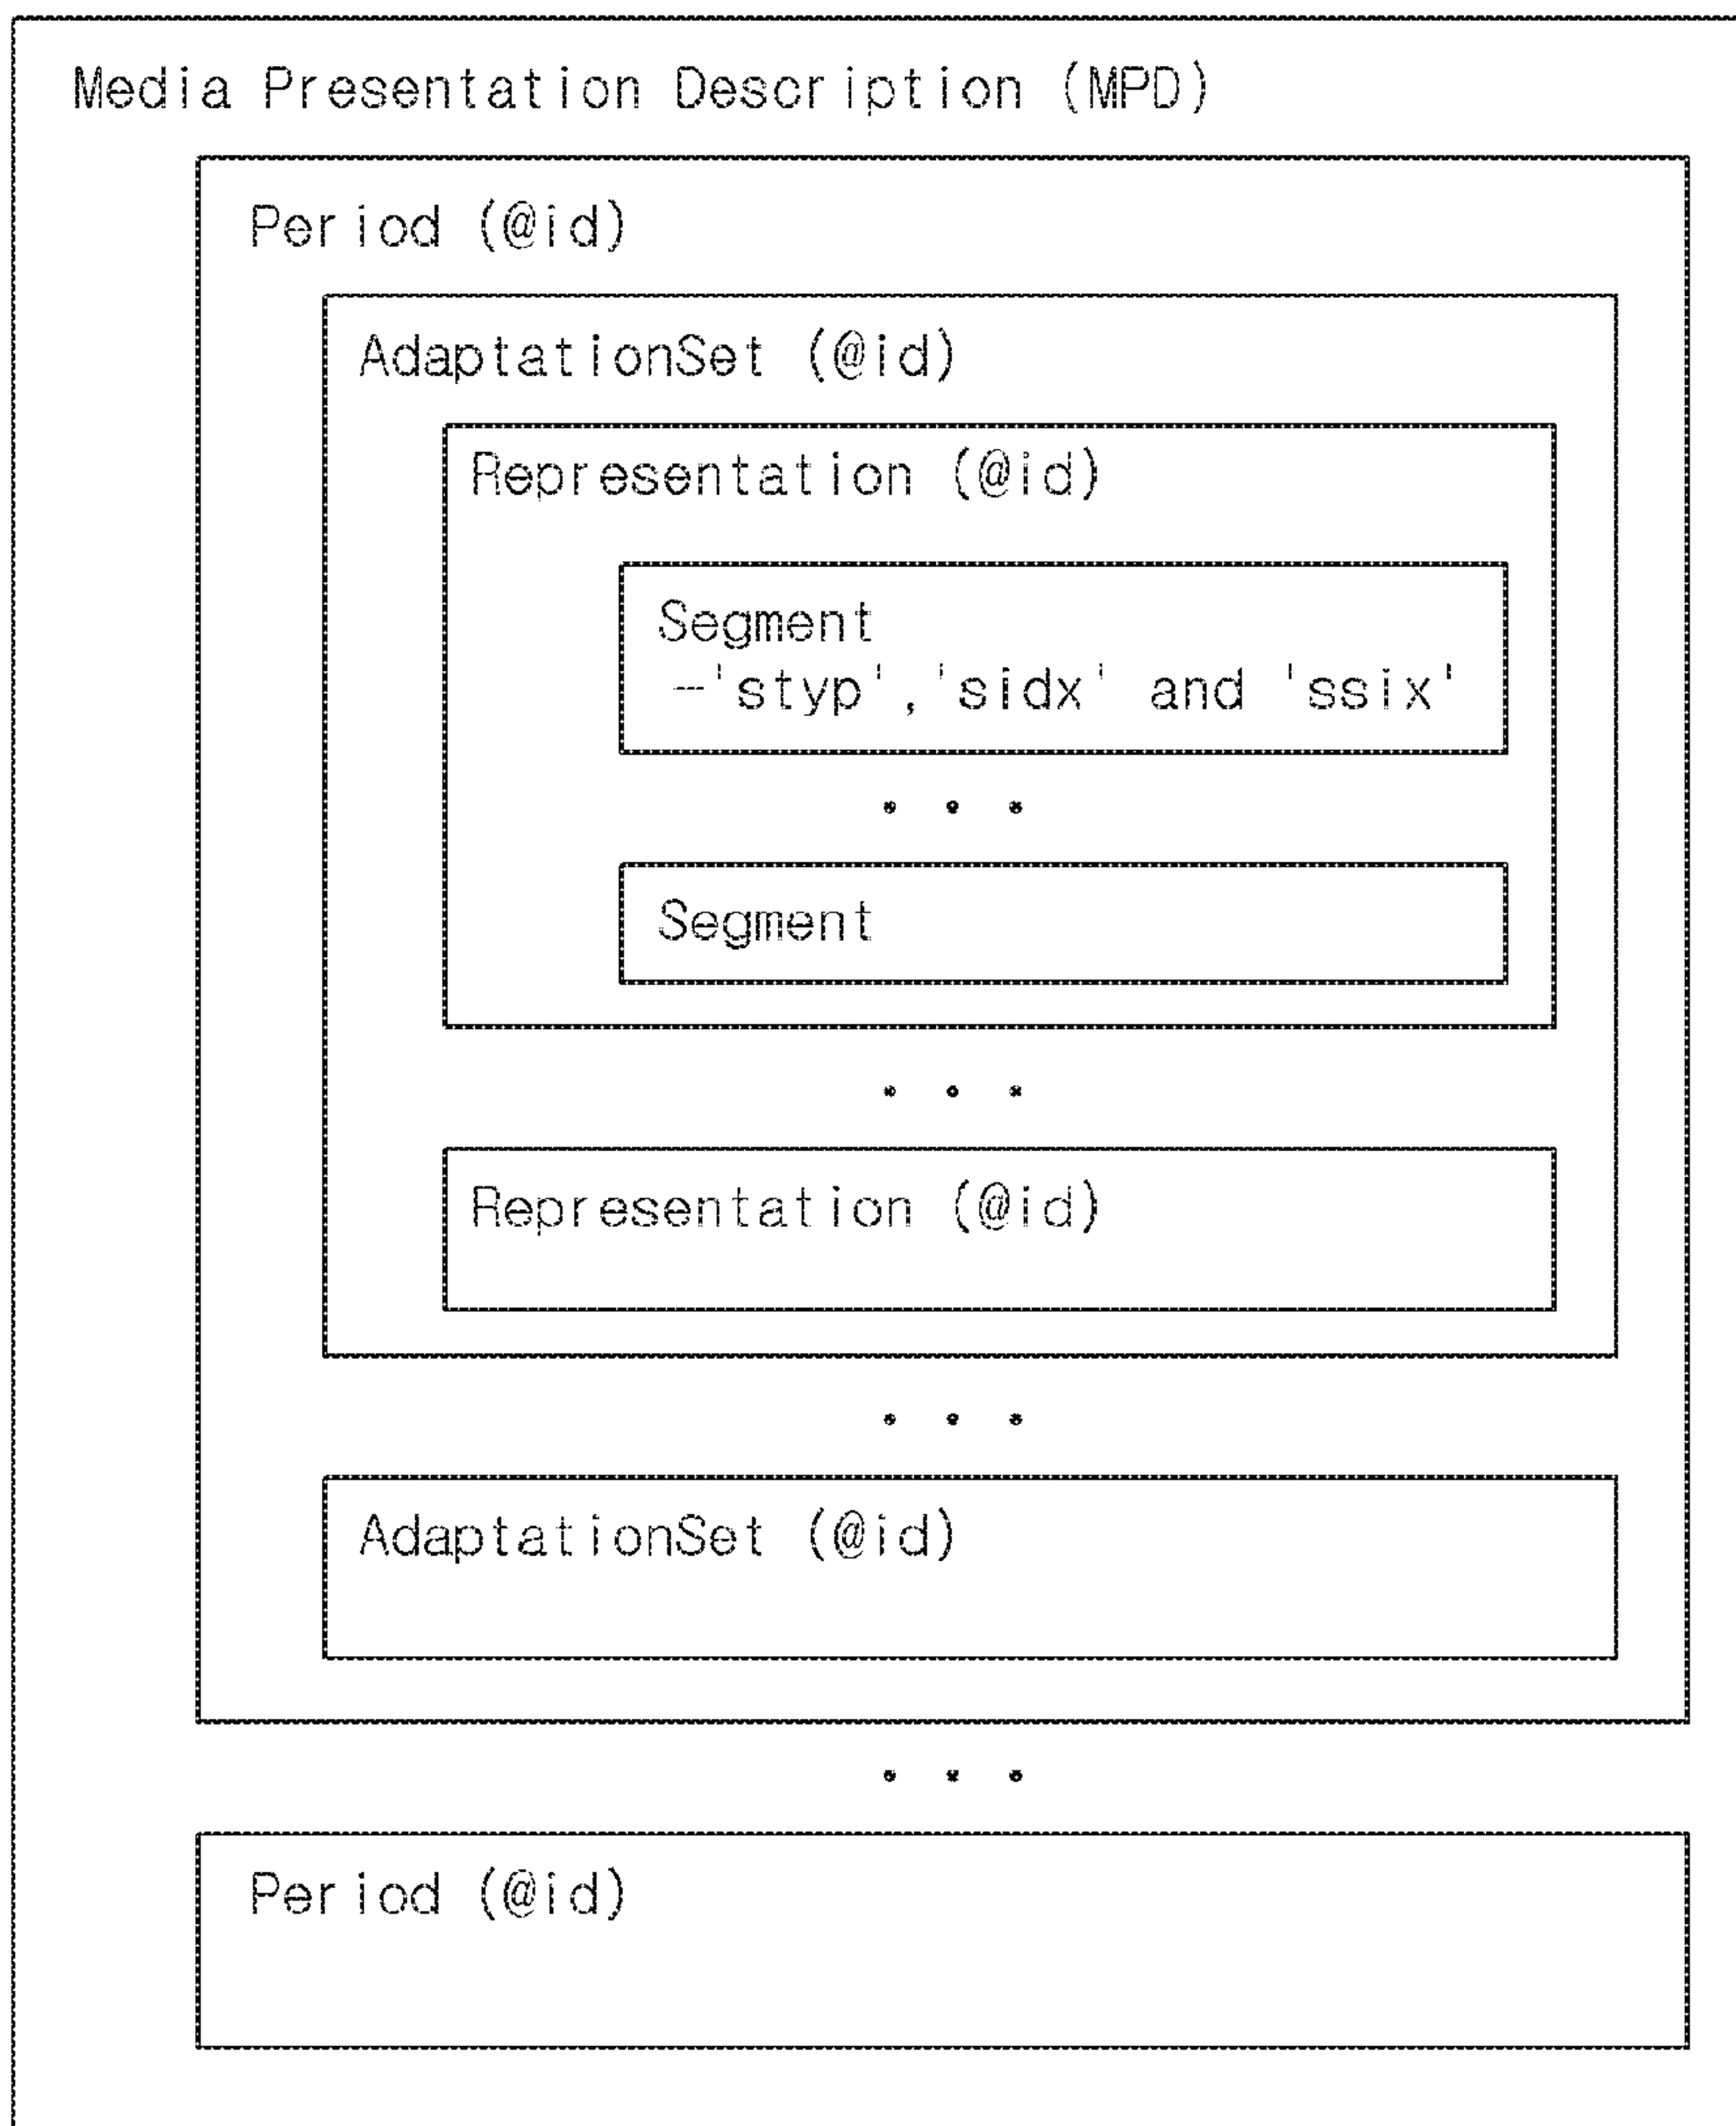 Media Presentation Description (MPD)
Period (@id)
AdaptationSet (@id)
Representation (@id)
Segment
-'styp','sidx' and 'ssix'
. . .
Segment
. . .
Representation (@id)
. . .
AdaptationSet (@id)
. . .
Period (@id)